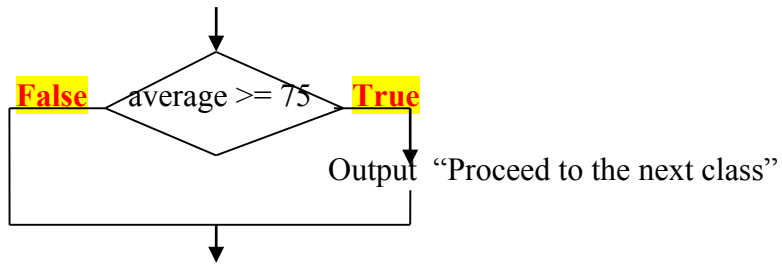 False average >= 75 True
Output “Proceed to the next class”